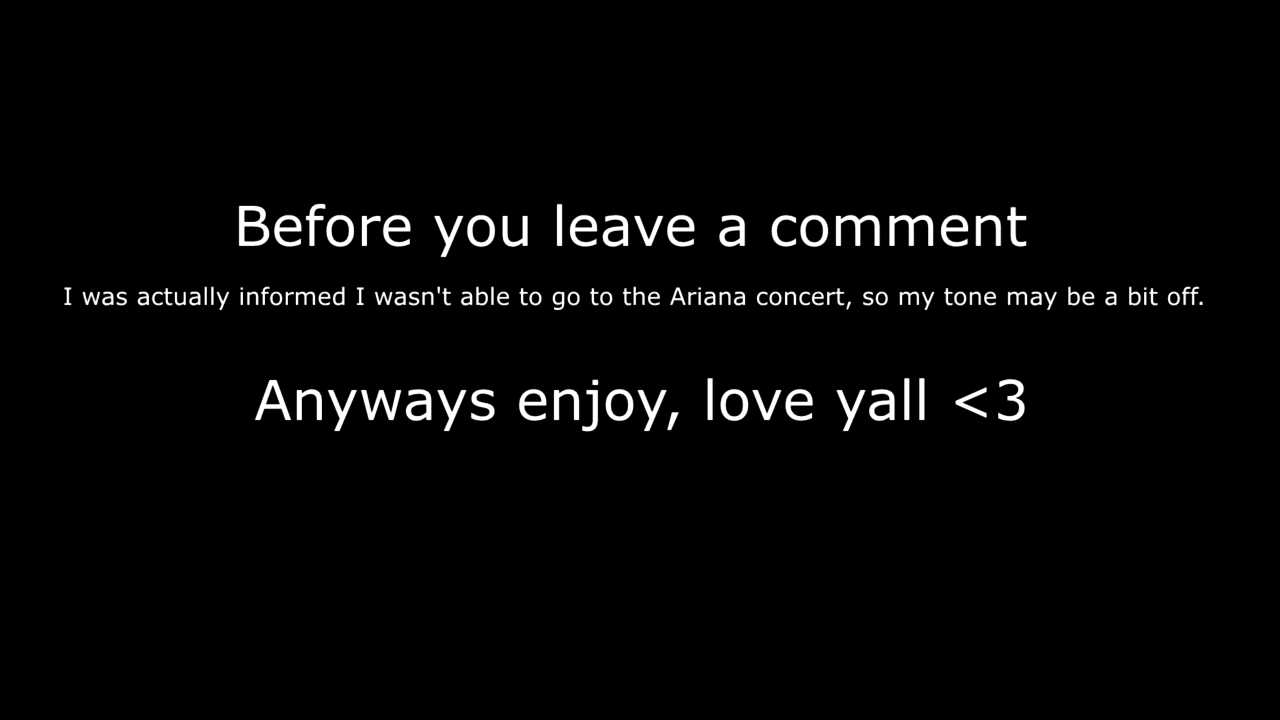 Before you leave a comment
I was actually informed I wasn't able to go to the Ariana concert, so my tone may be a bit off.
Anyways enjoy, love yall <3